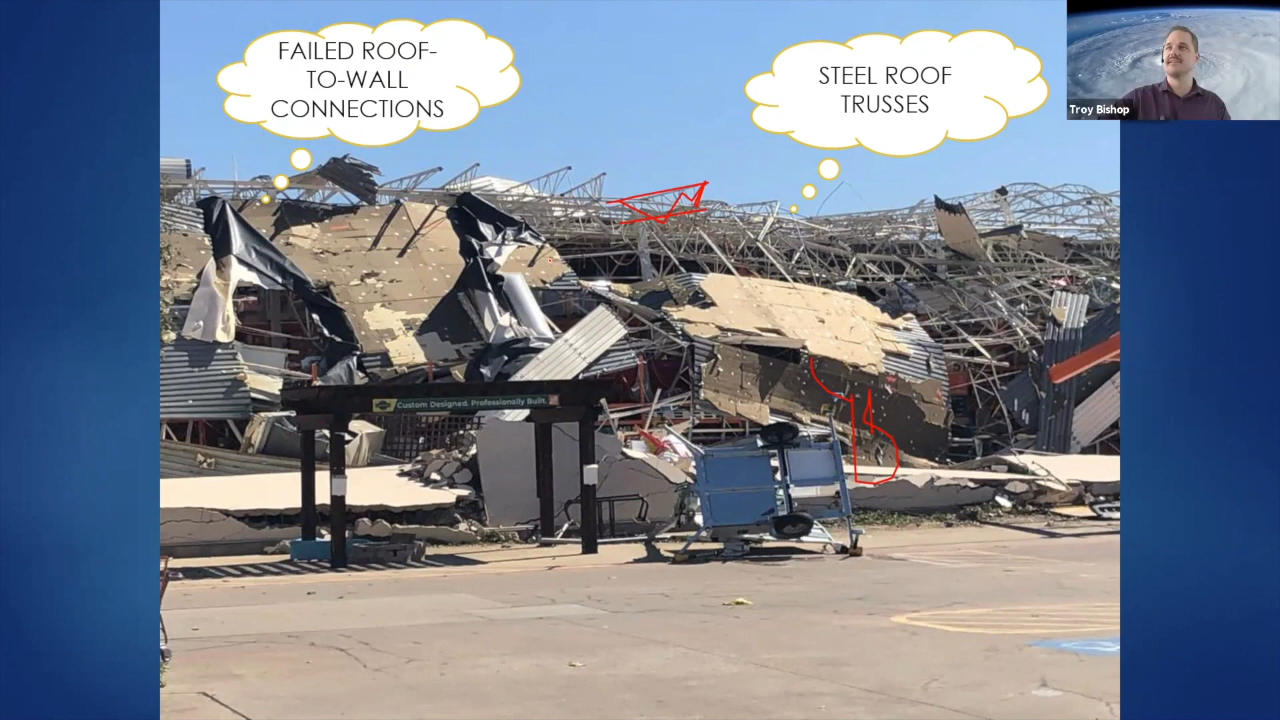 FAILED ROOF-
TO-WALL
CONNECTIONS
STEEL ROOF
TRUSSES
Troy Bishop
Custom Designed. Professionally Built.